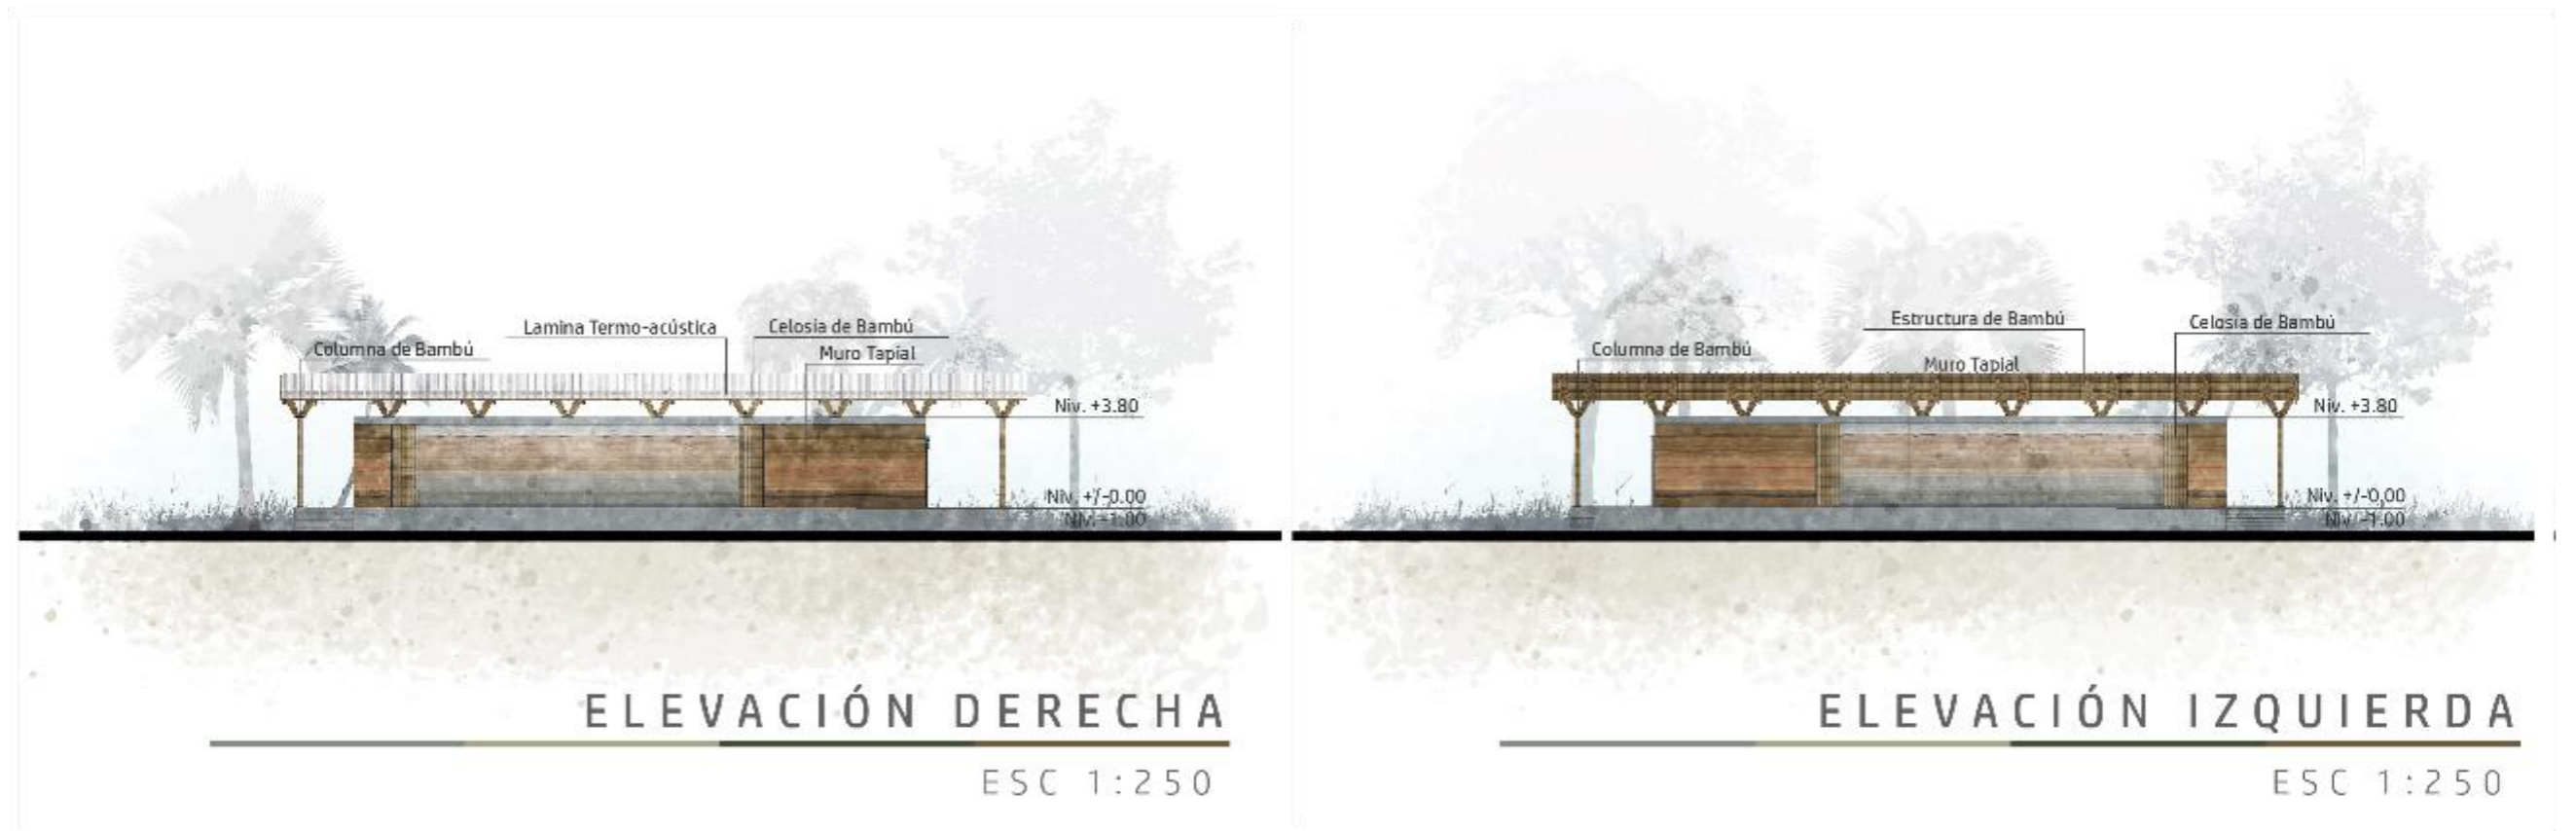 Lamina Termo-acústica
Celosia de Bambú
Columna de Bambú
Muro Tapial
Niv. +3.80
Niv. +/-0.00
Niv. -1.00
ELEVACIÓN DERECHA
ESC 1:250
Estructura de Bambú
Celosia de Bambú
Columna de Bambú
Muro Tapial
Niv. +3.80
Niv. +/-0,00
Niv. -1.00
ELEVACIÓN IZQUIERDA
ESC 1:250